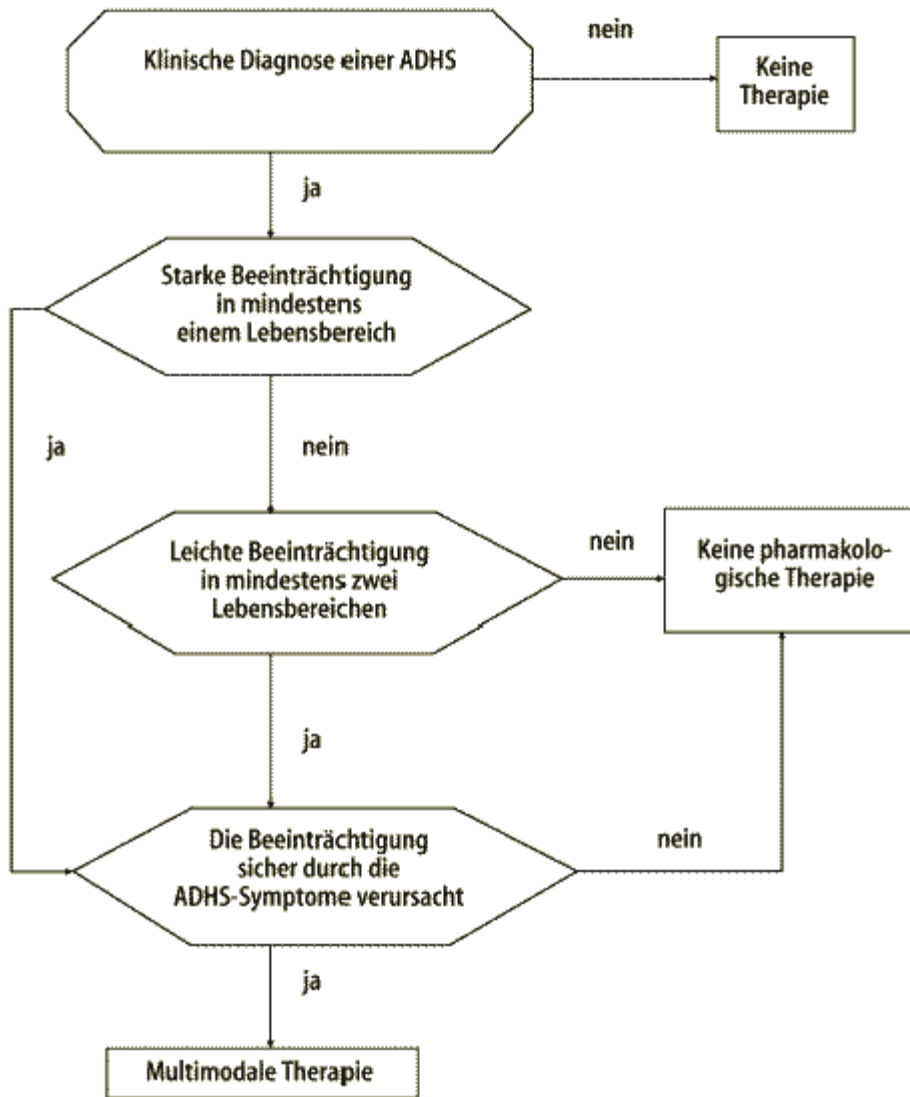 Klinische Diagnose einer ADHS
nein
Keine
Therapie
ja
Starke Beeinträchtigung
in mindestens
einem Lebensbereich
ja
nein
Leichte Beeinträchtigung
in mindestens zwei
Lebensbereichen
nein
Keine pharmakolo-
gische Therapie
ja
Die Beeinträchtigung
sicher durch die
ADHS-Symptome verursacht
nein
ja
Multimodale Therapie